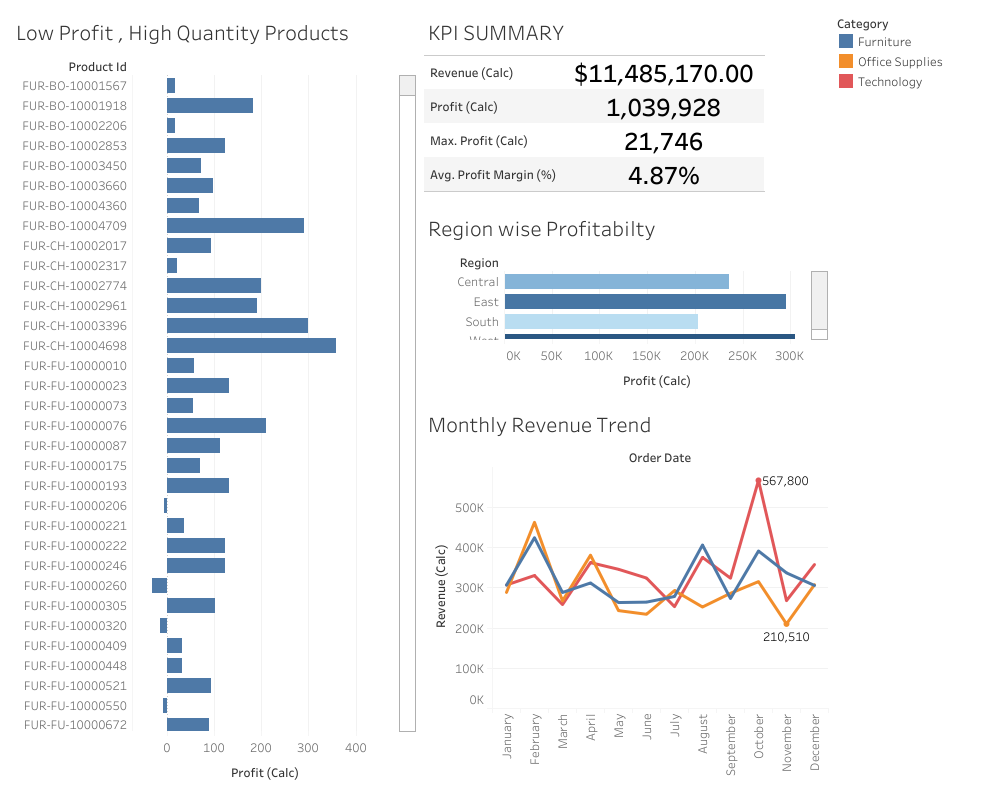 Low Profit , High Quantity Products
Product Id
FUR-BO-10001567
FUR-BO-10001918
FUR-BO-10002206
FUR-BO-10002853
FUR-BO-10003450
FUR-BO-10003660
FUR-BO-10004360
FUR-BO-10004709
FUR-CH-10002017
FUR-CH-10002317
FUR-CH-10002774
FUR-CH-10002961
FUR-CH-10003396
FUR-CH-10004698
FUR-FU-10000010
FUR-FU-10000023
FUR-FU-10000073
FUR-FU-10000076
FUR-FU-10000087
FUR-FU-10000175
FUR-FU-10000193
FUR-FU-10000206
FUR-FU-10000221
FUR-FU-10000222
FUR-FU-10000246
FUR-FU-10000260
FUR-FU-10000305
FUR-FU-10000320
FUR-FU-10000409
FUR-FU-10000448
FUR-FU-10000521
FUR-FU-10000550
FUR-FU-10000672
0 100 200 300 400
Profit (Calc)
KPI SUMMARY
Revenue (Calc) $11,485,170.00
Profit (Calc) 1,039,928
Max. Profit (Calc) 21,746
Avg. Profit Margin (%) 4.87%
Region wise Profitabilty
Region
Central
East
South
West
0K 50K 100K 150K 200K 250K 300K
Profit (Calc)
Monthly Revenue Trend
Order Date
Revenue (Calc)
500K
400K
300K
200K
100K
0K
567,800
210,510
January
February
March
April
May
June
July
August
September
October
November
December
Category
Furniture
Office Supplies
Technology